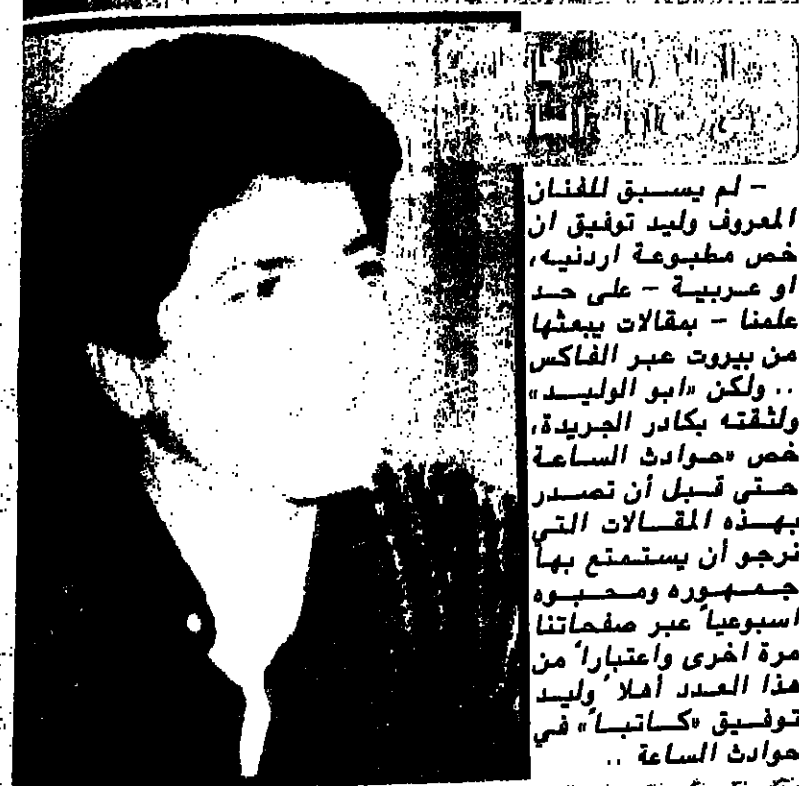 - لم يسبق للفنان
المعروف وليد توفيق ان
خص مطبوعة اردنيه،
او عربية - على حد
علمنا - بمقالات يبعثها
من بيروت عبر الفاكس
.. ولكن «ابو الوليد»
ولثقته بكادر الجريدة،
خص «حوادث الساعة
حتى قبل أن تصدر
بهذه المقالات التي
نرجو أن يستمتع بها
جمهوره ومحبوه
اسبوعياً عبر صفحاتنا
مرة اخرى واعتباراً من
هذا العدد أهلاً وليد
توفيق «كاتباً» في
حوادث الساعة ..